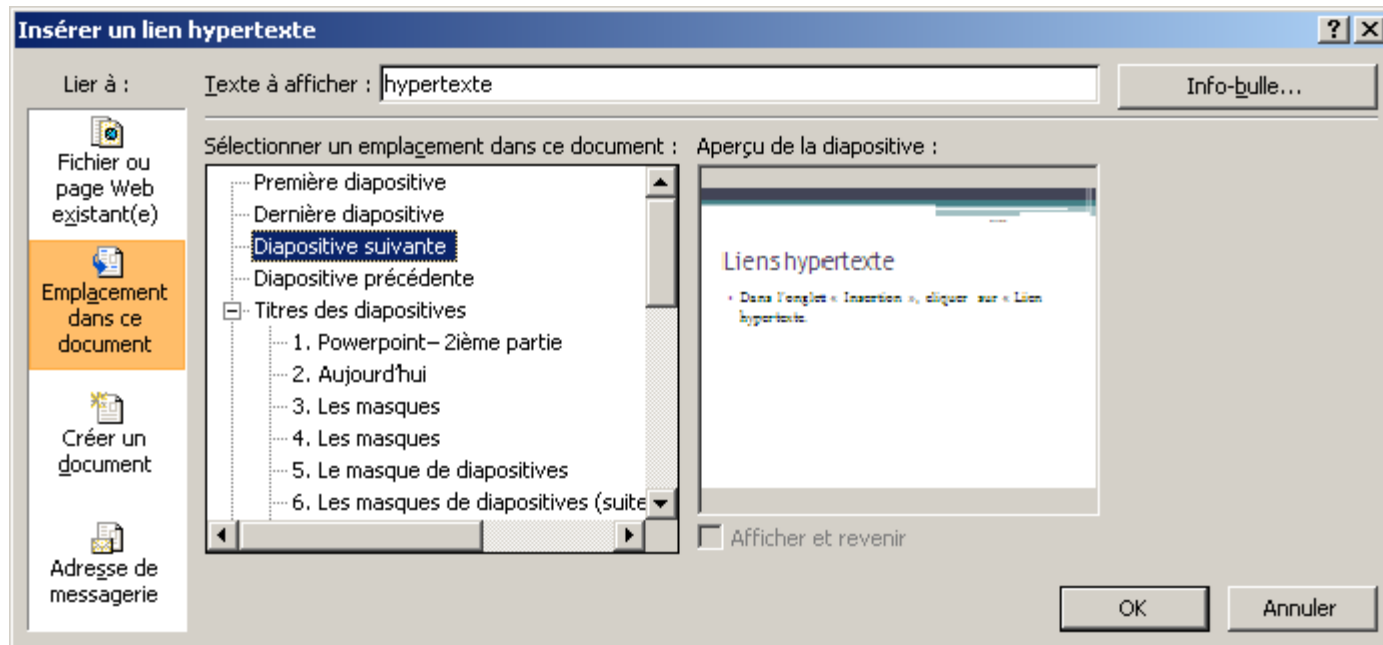 Insérer un lien hypertexte
Lier à :
Texte à afficher : hypertexte
Info-bulle...
Fichier ou
page Web
existant(e)
Emplacement
dans ce
document
Créer un
document
Adresse de
messagerie
Sélectionner un emplacement dans ce document :
Première diapositive
Dernière diapositive
Diapositive suivante
Diapositive précédente
Titres des diapositives
1. Powerpoint– 2ième partie
2. Aujourd'hui
3. Les masques
4. Les masques
5. Le masque de diapositives
6. Les masques de diapositives (suite
Aperçu de la diapositive :
Liens hypertexte
• Dans l'onglet « Insertion », cliquer sur « Lien
hypertexte.
Afficher et revenir
OK
Annuler